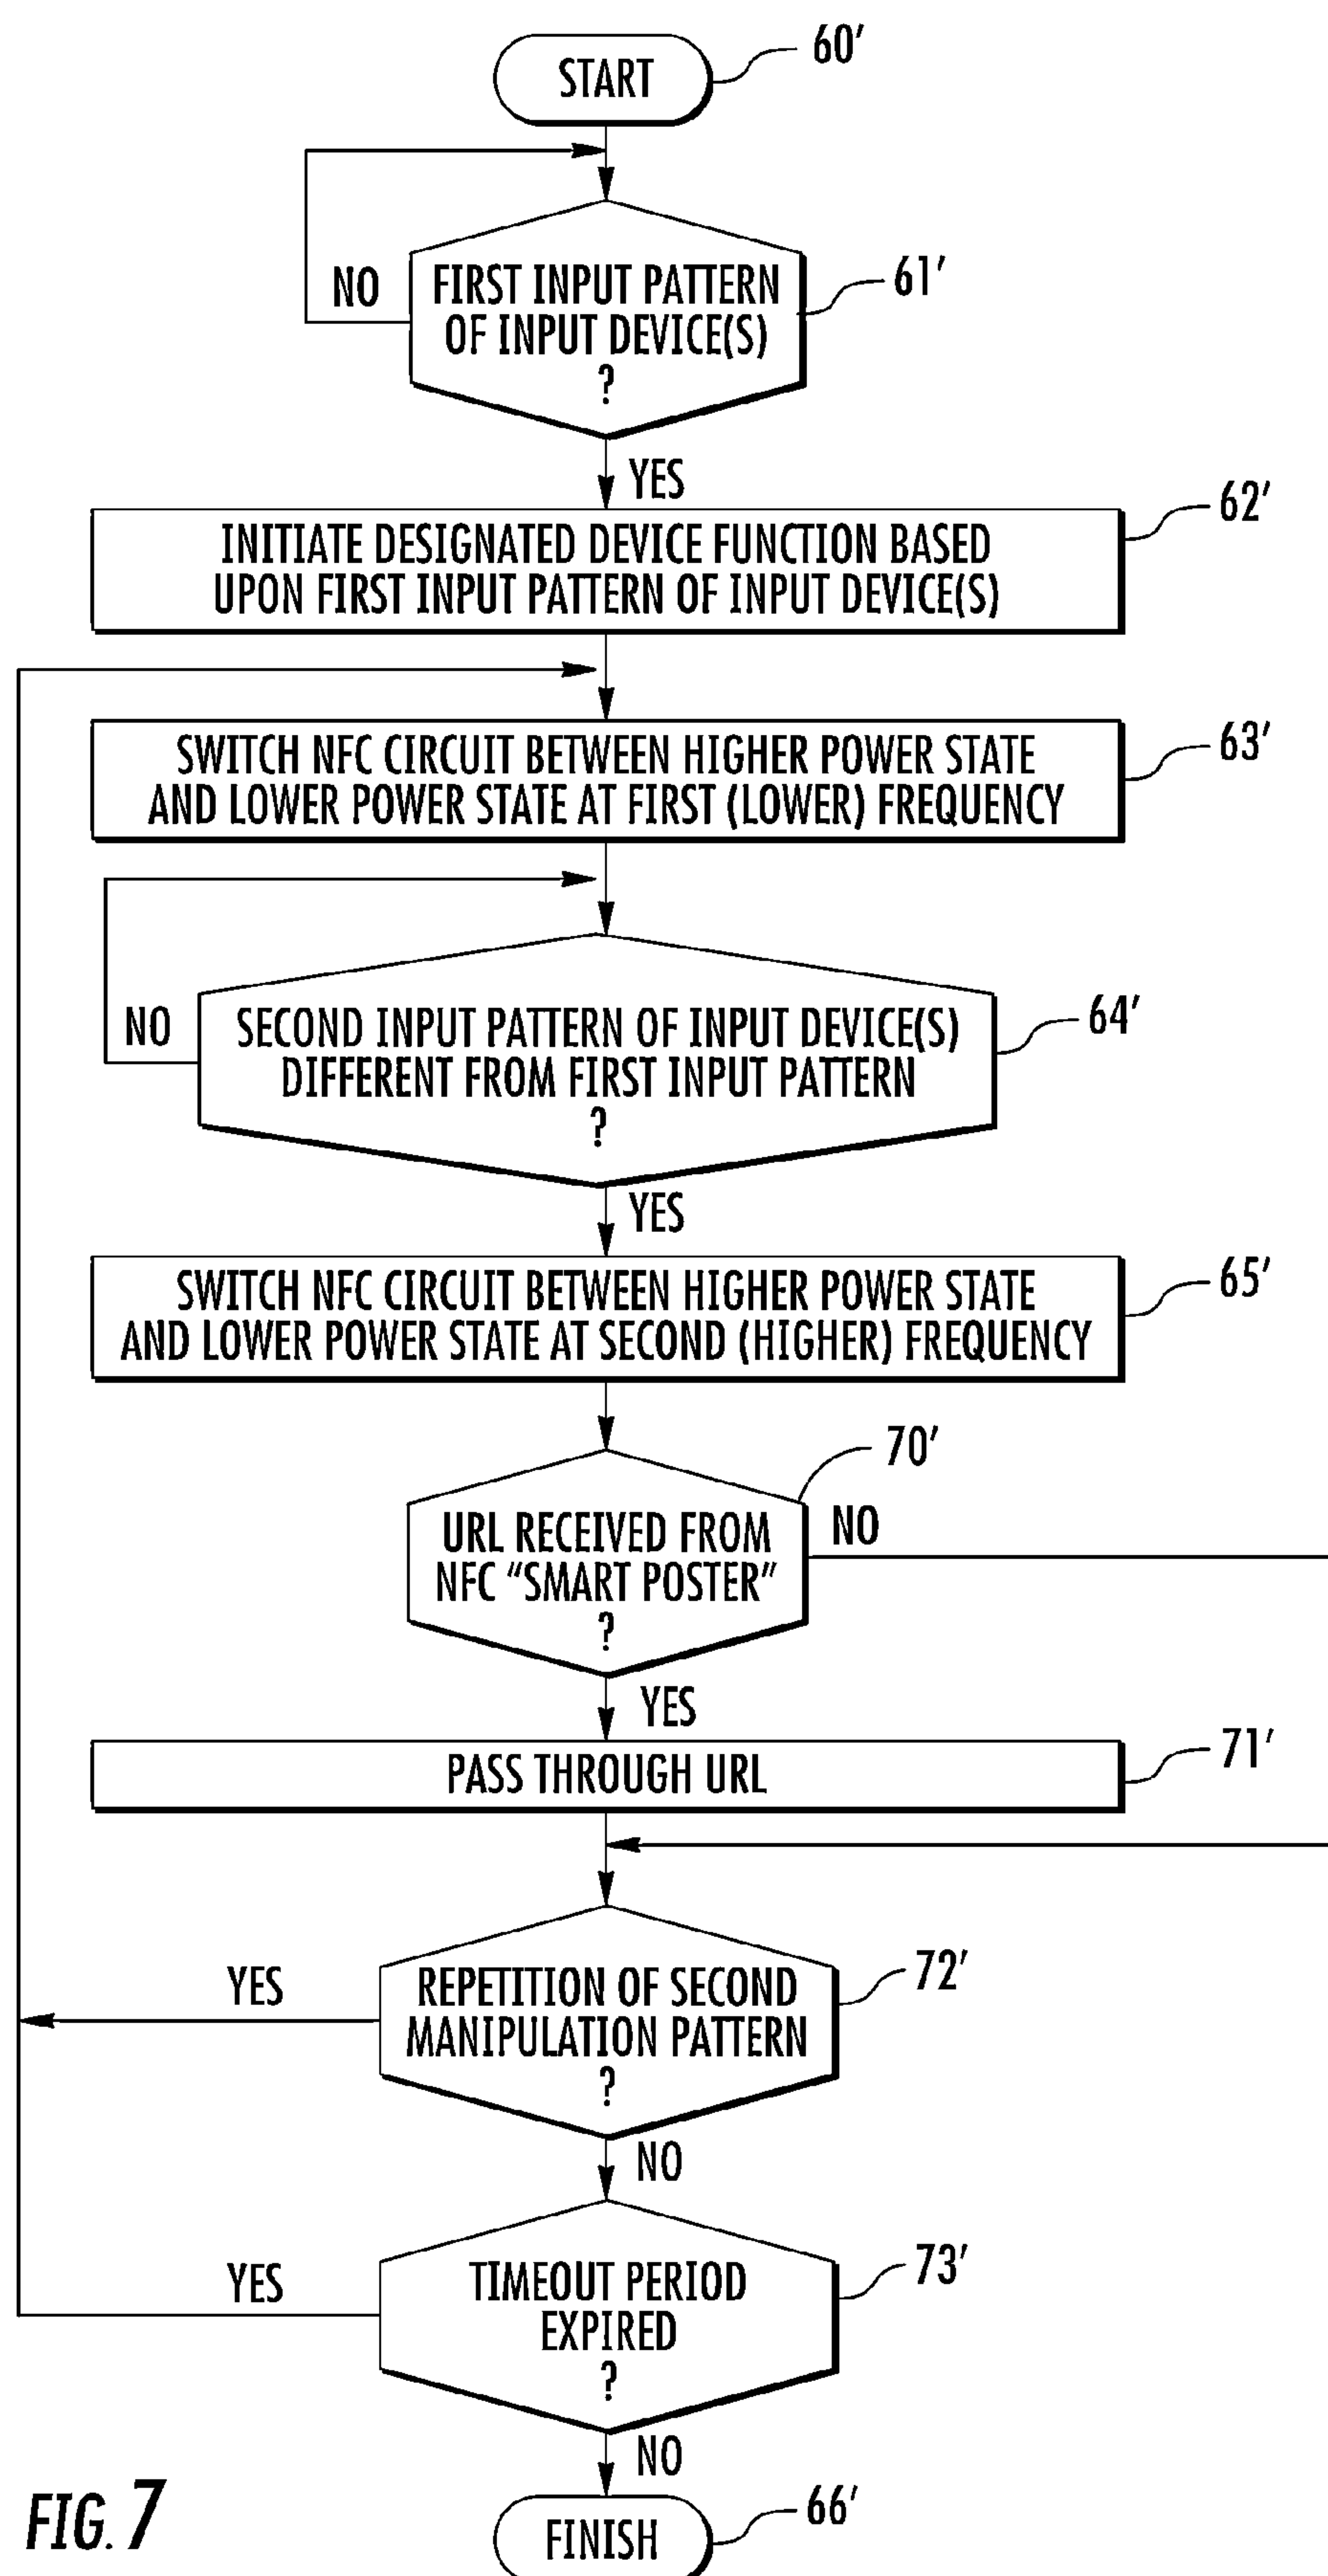 START
60'
NO
FIRST INPUT PATTERN
OF INPUT DEVICE(S)
?
61'
YES
INITIATE DESIGNATED DEVICE FUNCTION BASED
UPON FIRST INPUT PATTERN OF INPUT DEVICE(S)
62'
SWITCH NFC CIRCUIT BETWEEN HIGHER POWER STATE
AND LOWER POWER STATE AT FIRST (LOWER) FREQUENCY
63'
NO
SECOND INPUT PATTERN OF INPUT DEVICE(S)
DIFFERENT FROM FIRST INPUT PATTERN
?
64'
YES
SWITCH NFC CIRCUIT BETWEEN HIGHER POWER STATE
AND LOWER POWER STATE AT SECOND (HIGHER) FREQUENCY
65'
URL RECEIVED FROM
NFC “SMART POSTER”
?
70'
NO
YES
PASS THROUGH URL
71'
YES
REPETITION OF SECOND
MANIPULATION PATTERN
?
72'
NO
YES
TIMEOUT PERIOD
EXPIRED
?
73'
NO
FINISH
66'
FIG. 7